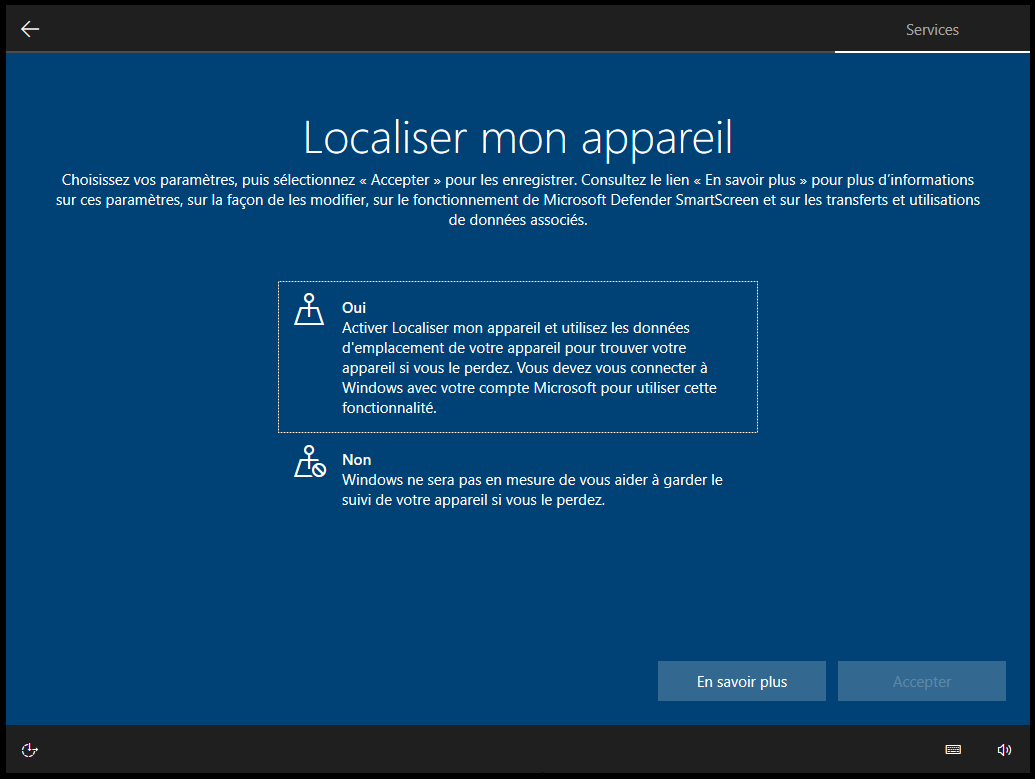 Services
Localiser mon appareil
Choisissez vos paramètres, puis sélectionnez « Accepter » pour les enregistrer. Consultez le lien « En savoir plus » pour plus d'informations
sur ces paramètres, sur la façon de les modifier, sur le fonctionnement de Microsoft Defender SmartScreen et sur les transferts et utilisations
de données associés.
Oui
Activer Localiser mon appareil et utilisez les données
d'emplacement de votre appareil pour trouver votre
appareil si vous le perdez. Vous devez vous connecter à
Windows avec votre compte Microsoft pour utiliser cette
fonctionnalité.
Non
Windows ne sera pas en mesure de vous aider à garder le
suivi de votre appareil si vous le perdez.
En savoir plus
Accepter